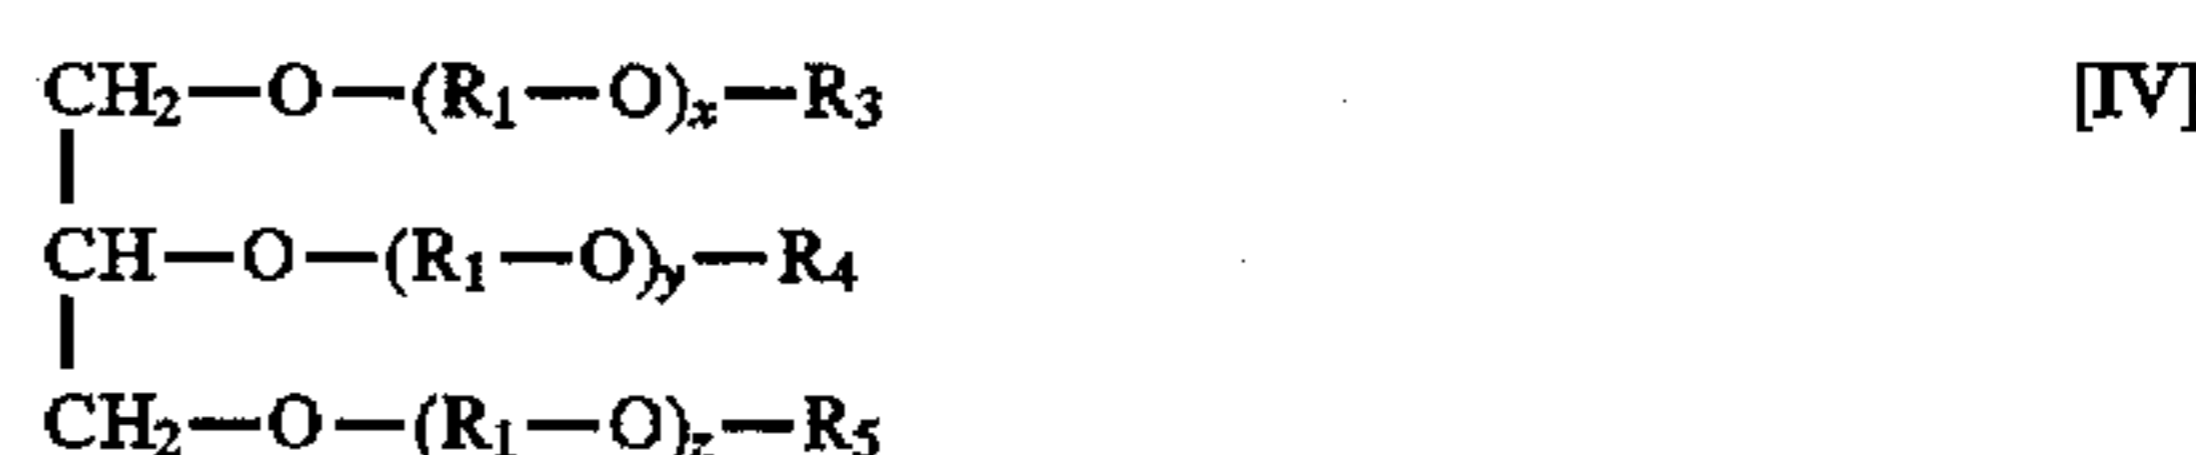 CH₂—O—(R₁—O)ₓ—R₃ [IV]
CH—O—(R₁—O)ᵧ—R₄
CH₂—O—(R₁—O)z—R₅